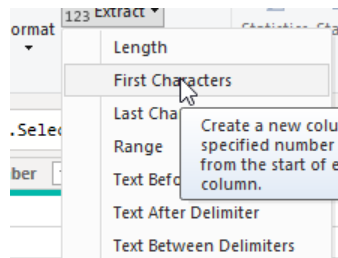 123 Extract
ormat
Length
First Characters
Last Cha
.Selec
Create a new colu
Range
specified number
ber
Text Befo
from the start of e
column.
Text After Delimiter
Text Between Delimiters